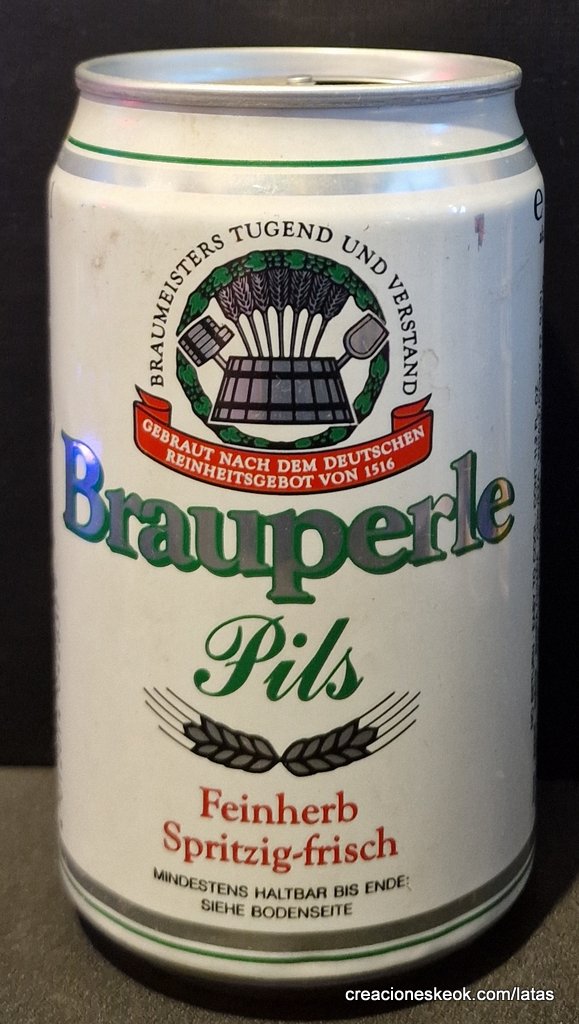 BRAUMEISTERS TUGEND UND VERSTAND
GEBRAUT NACH DEM DEUTSCHEN
REINHEITSGEBOT VON 1516
Brauperle
Pils
Feinherb
Spritzig-frisch
MINDESTENS HALTBAR BIS ENDE:
SIEHE BODENSEITE
e
creacioneskeok.com/latas